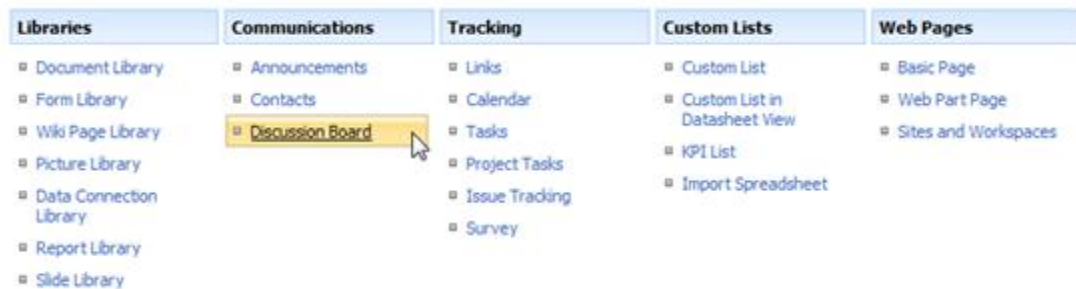 Libraries
Document Library
Form Library
Wiki Page Library
Picture Library
Data Connection
Library
Report Library
Slide Library
Communications
Announcements
Contacts
Discussion Board
Tracking
Links
Calendar
Tasks
Project Tasks
Issue Tracking
Survey
Custom Lists
Custom List
Custom List in
Datasheet View
KPI List
Import Spreadsheet
Web Pages
Basic Page
Web Part Page
Sites and Workspaces